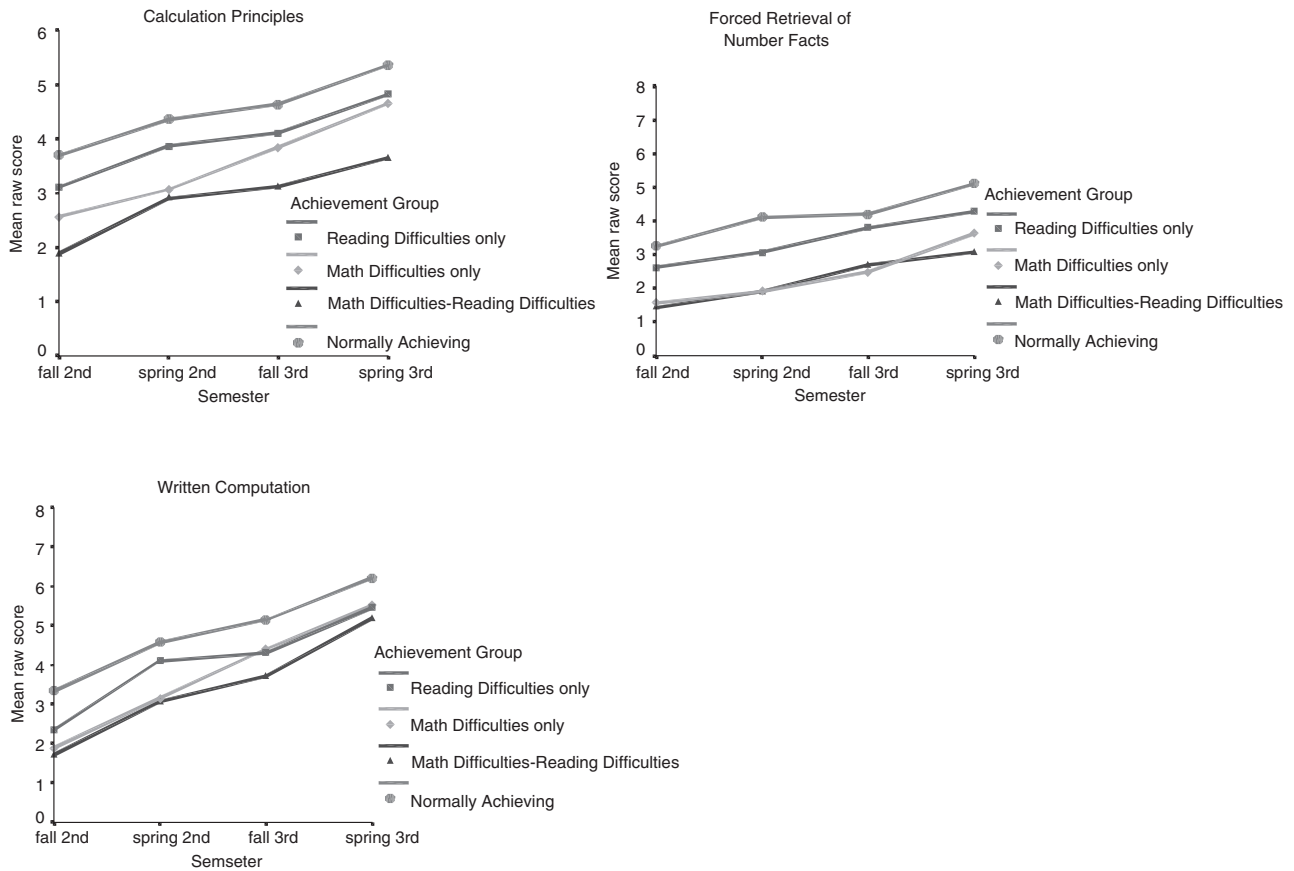 Calculation Principles
6
5
4
3
2
1
0
Mean raw score
fall 2nd spring 2nd fall 3rd spring 3rd
Semester
Achievement Group
Reading Difficulties only
Math Difficulties only
Math Difficulties-Reading Difficulties
Normally Achieving
Forced Retrieval of
Number Facts
8
7
6
5
4
3
2
1
0
Mean raw score
fall 2nd spring 2nd fall 3rd spring 3rd
Semester
Achievement Group
Reading Difficulties only
Math Difficulties only
Math Difficulties-Reading Difficulties
Normally Achieving
Written Computation
8
7
6
5
4
3
2
1
0
Mean raw score
fall 2nd spring 2nd fall 3rd spring 3rd
Semseter
Achievement Group
Reading Difficulties only
Math Difficulties only
Math Difficulties-Reading Difficulties
Normally Achieving